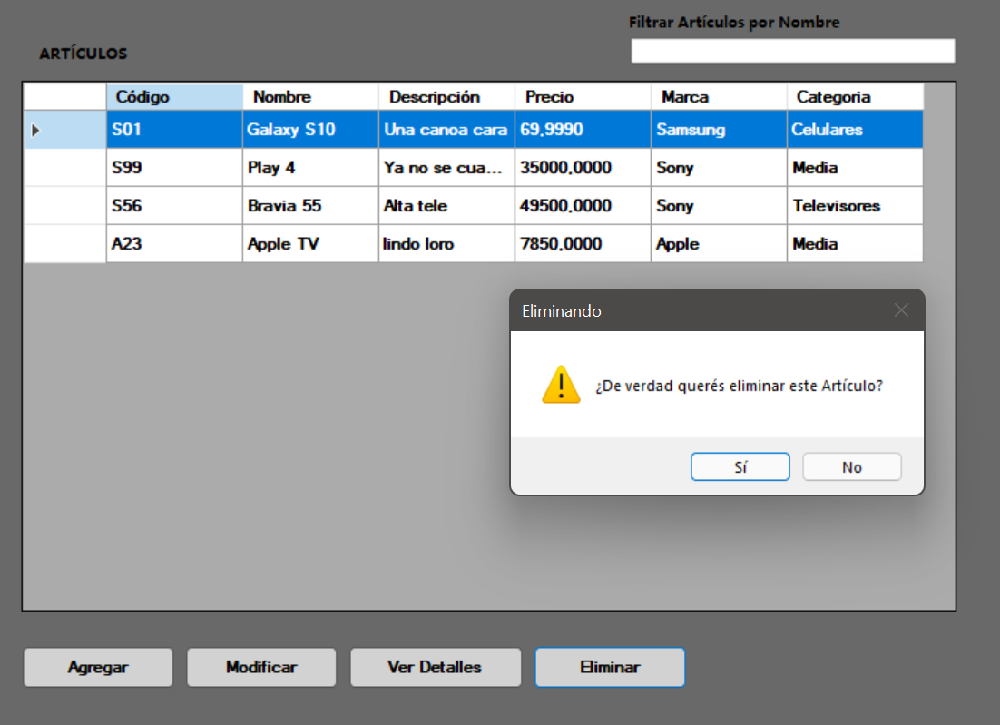 Filtrar Artículos por Nombre
ARTÍCULOS
Código Nombre Descripción Precio Marca Categoria
S01 Galaxy S10 Una canoa cara 69,9990 Samsung Celulares
S99 Play 4 Ya no se cua... 35000,0000 Sony Media
S56 Bravia 55 Alta tele 49500,0000 Sony Televisores
A23 Apple TV lindo loro 7850,0000 Apple Media
Eliminando
¿De verdad querés eliminar este Artículo?
Sí No
Agregar Modificar Ver Detalles Eliminar